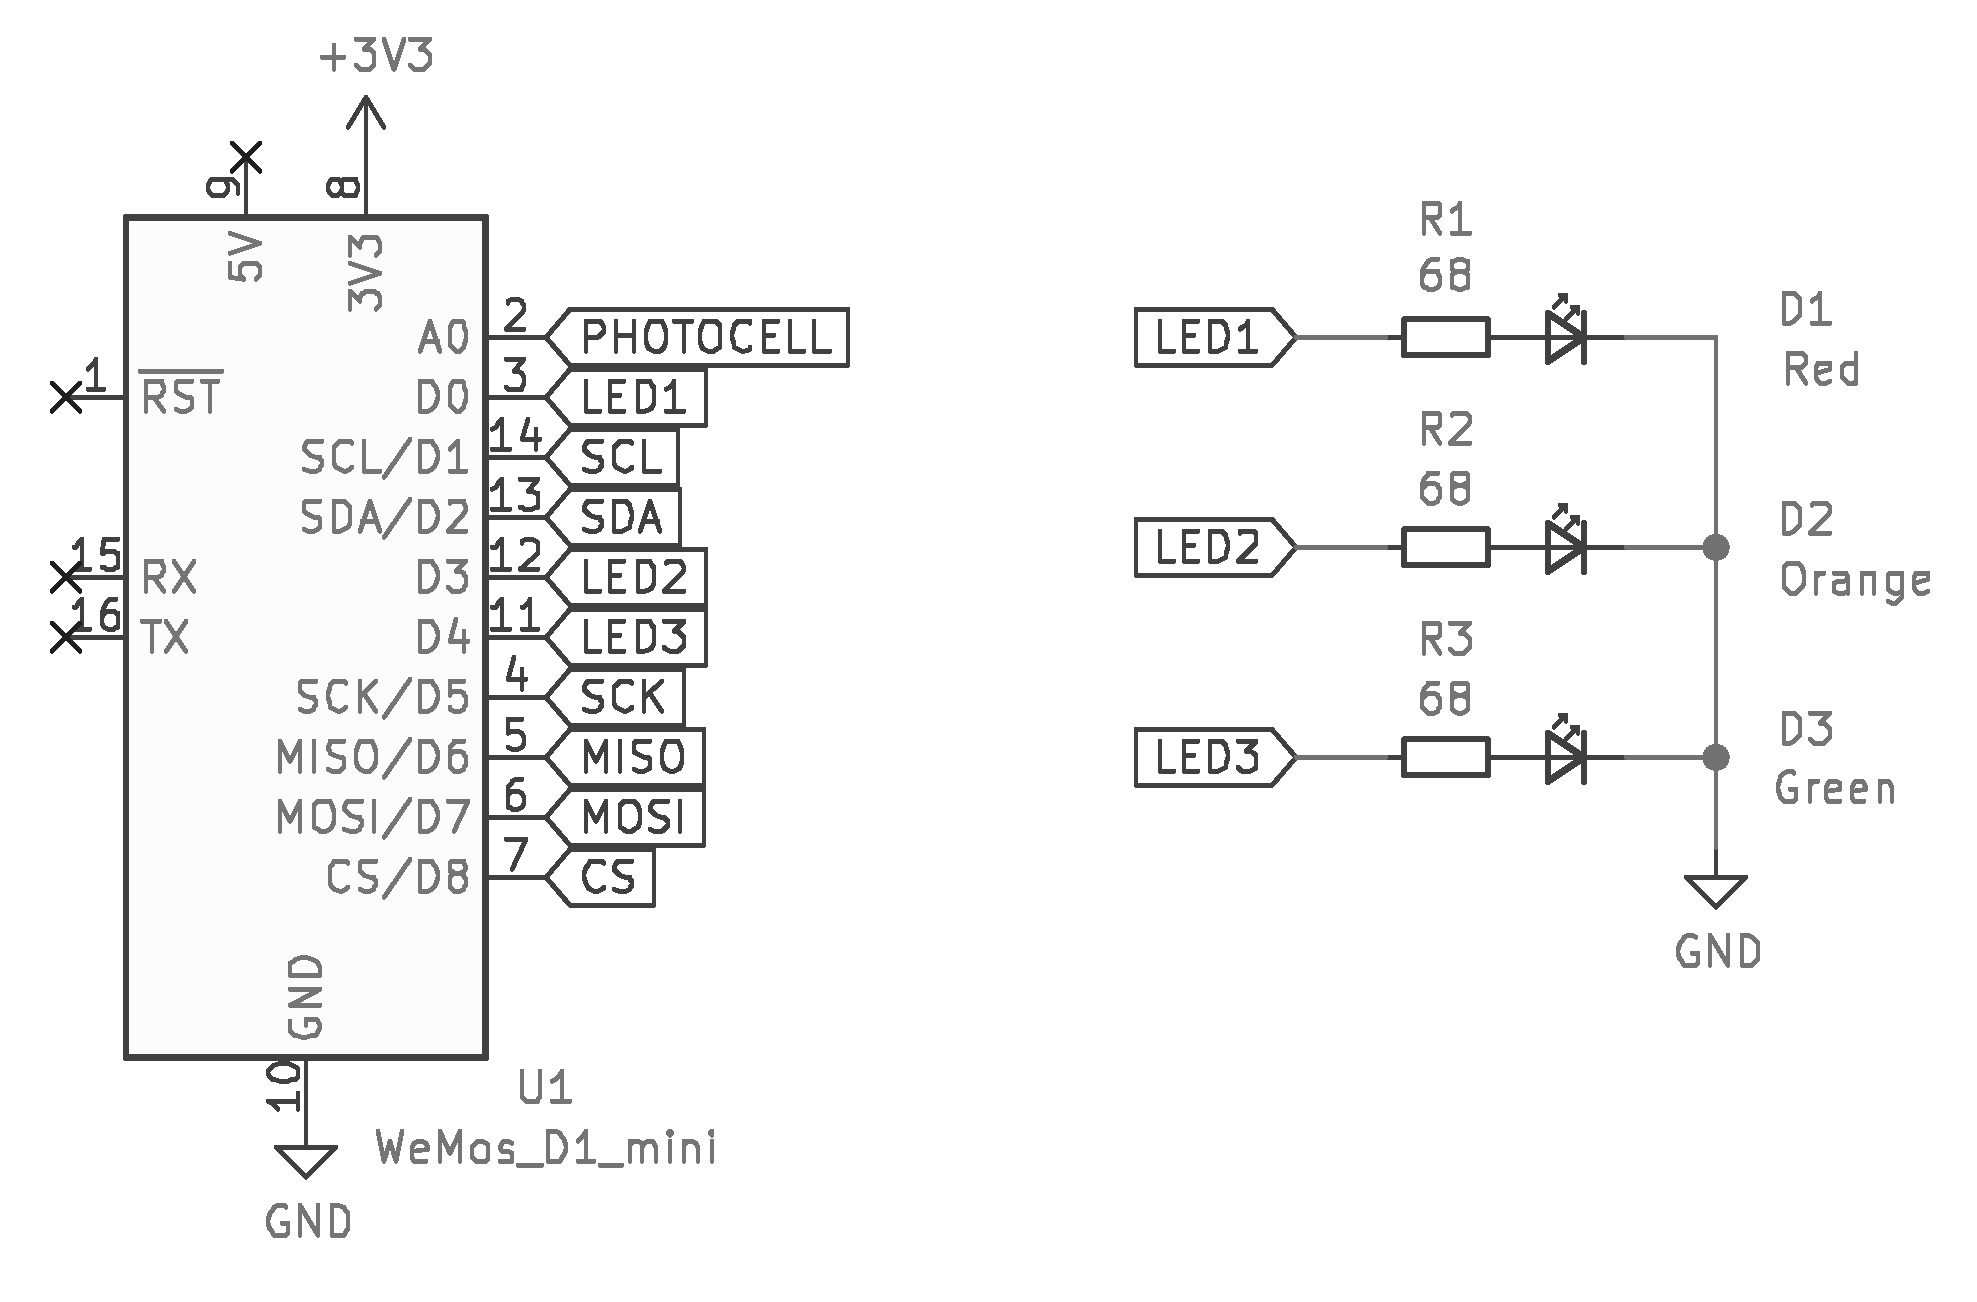 +3V3
9
8
5V
3V3
A0 2 PHOTOCELL
1 RST
D0 3 LED1
SCL/D1 14 SCL
SDA/D2 13 SDA
15 RX
D3 12 LED2
16 TX
D4 11 LED3
SCK/D5 4 SCK
MISO/D6 5 MISO
MOSI/D7 6 MOSI
CS/D8 7 CS
GND
10
U1
WeMos_D1_mini
GND
R1
68
LED1
D1
Red
R2
68
LED2
D2
Orange
R3
68
LED3
D3
Green
GND